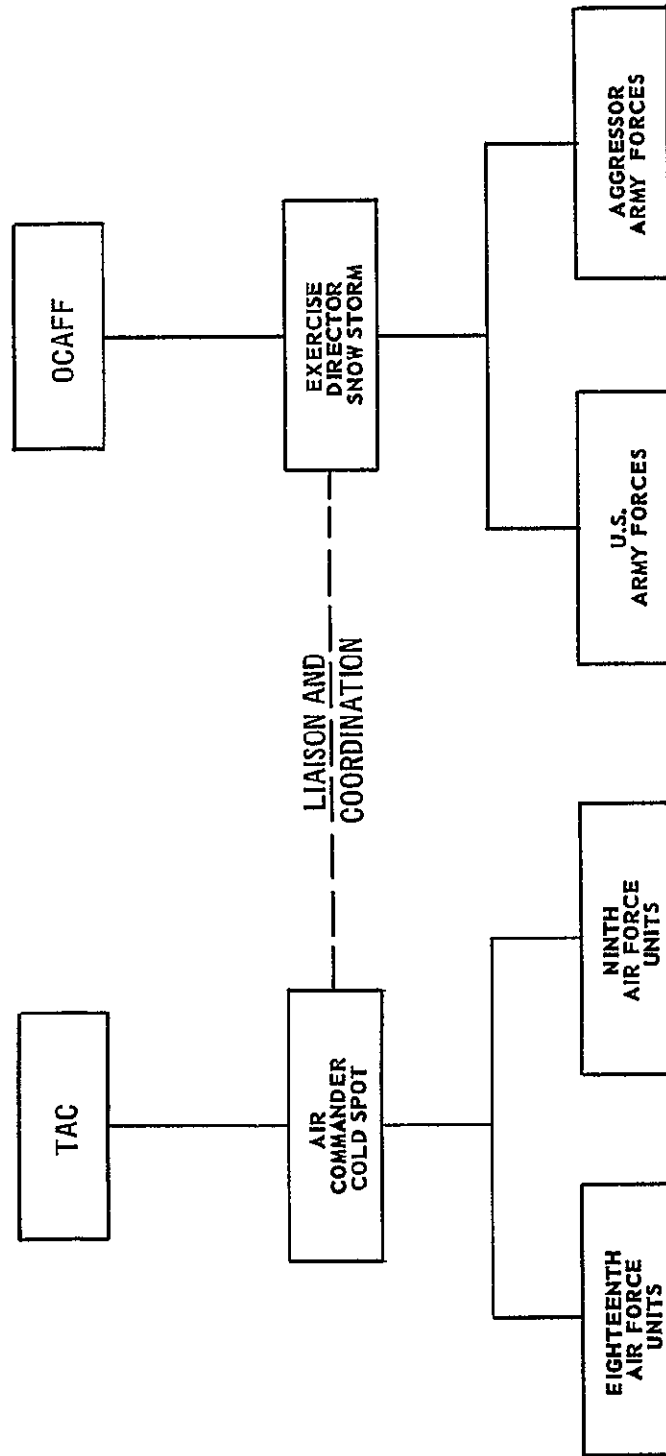 TAC
OCAFF
AIR
COMMANDER
COLD SPOT
LIAISON AND
COORDINATION
EXERCISE
DIRECTOR
SNOW STORM
EIGHTEENTH
AIR FORCE
UNITS
NINTH
AIR FORCE
UNITS
U.S.
ARMY FORCES
AGGRESSOR
ARMY FORCES